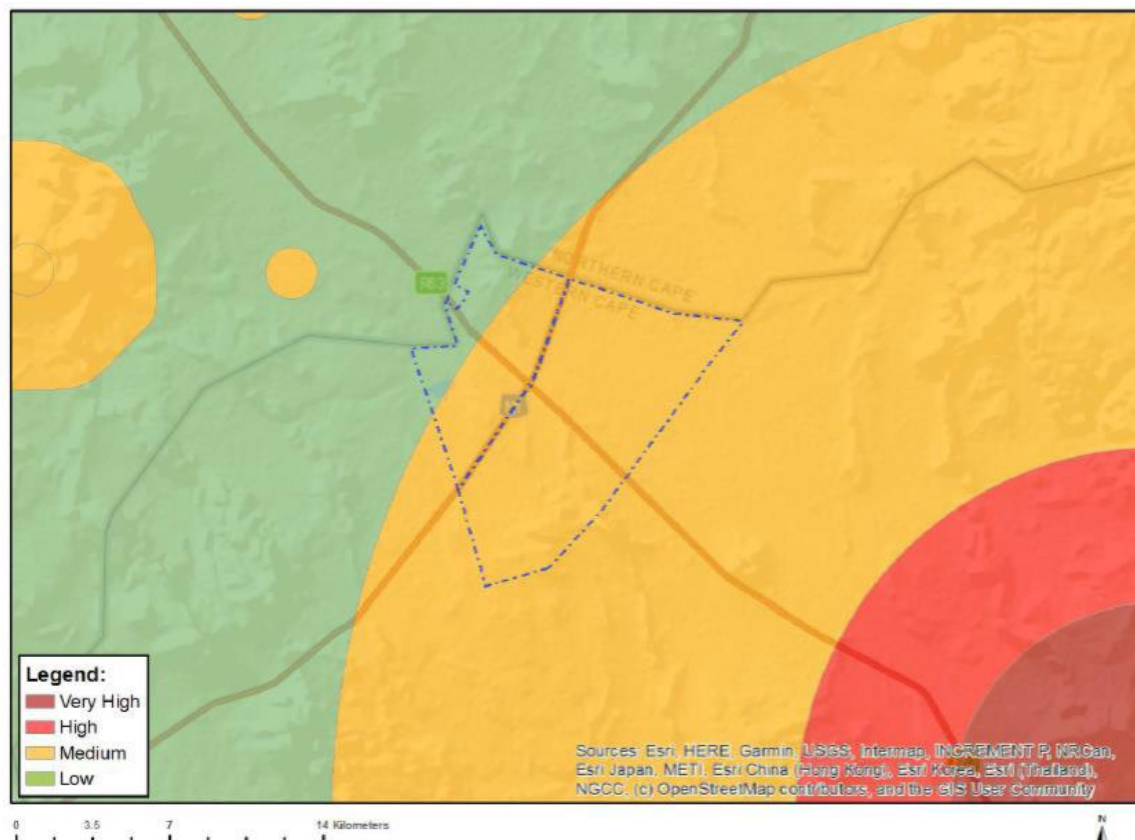 R63
NORTHERN CAPE
WESTERN CAPE
Legend:
Very High
High
Medium
Low
Sources: Esri, HERE, Garmin, USGS, Intermap, INCREMENT P, NRCan,
Esri Japan, METI, Esri China (Hong Kong), Esri Korea, Esri (Thailand),
NGCC, (c) OpenStreetMap contributors, and the GIS User Community
0 3.5 7 14 Kilometers
N